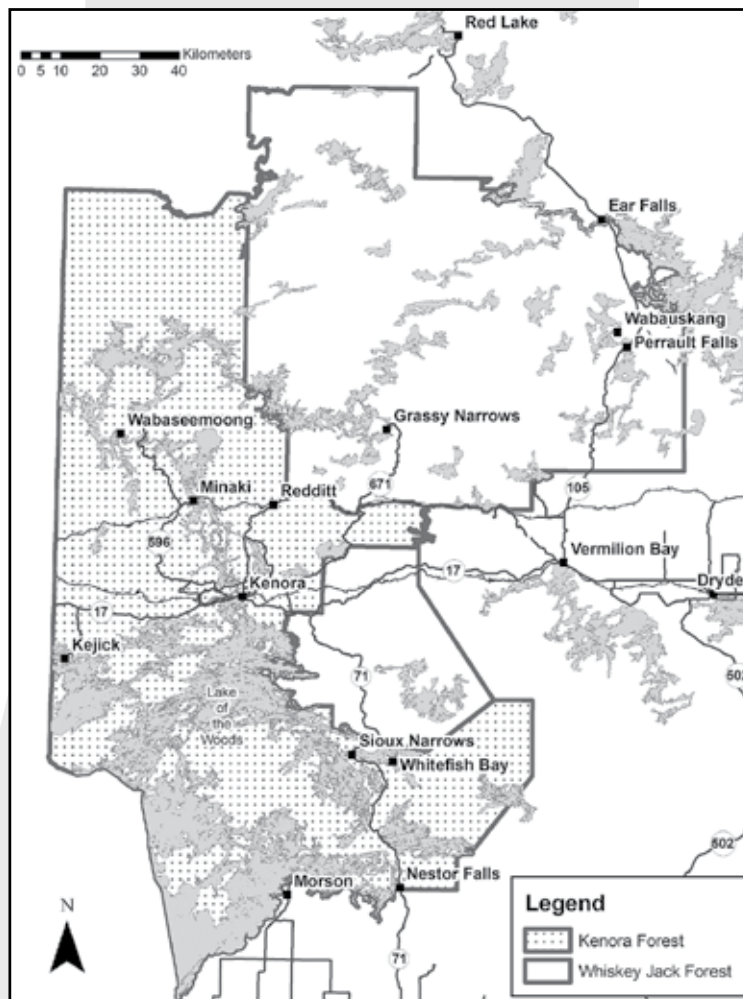 Red Lake
Kilometers
0 5 10 20 30 40
Ear Falls
Wabauskang
Perrault Falls
Grassy Narrows
Wabaseemoong
671
105
Minaki
Redditt
596
Vermilion Bay
Kenora
17
Dryde
17
Kejick
71
502
Lake
of
the
Woods
Sioux Narrows
Whitefish Bay
502
Nestor Falls
Morson
N
71
Legend
Kenora Forest
Whiskey Jack Forest